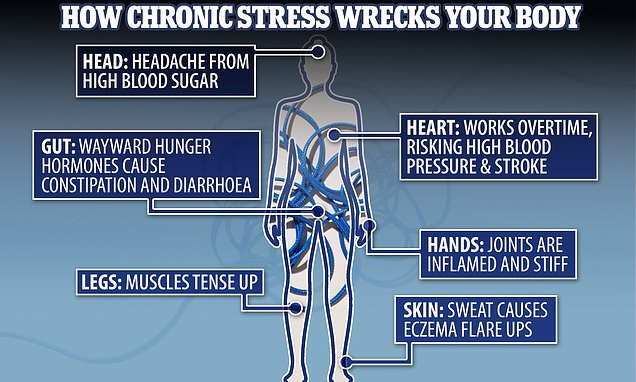 HOW CHRONIC STRESS WRECKS YOUR BODY
HEAD: HEADACHE FROM
HIGH BLOOD SUGAR
HEART: WORKS OVERTIME,
RISKING HIGH BLOOD
PRESSURE & STROKE
GUT: WAYWARD HUNGER
HORMONES CAUSE
CONSTIPATION AND DIARRHOEA
HANDS: JOINTS ARE
INFLAMED AND STIFF
LEGS: MUSCLES TENSE UP
SKIN: SWEAT CAUSES
ECZEMA FLARE UPS